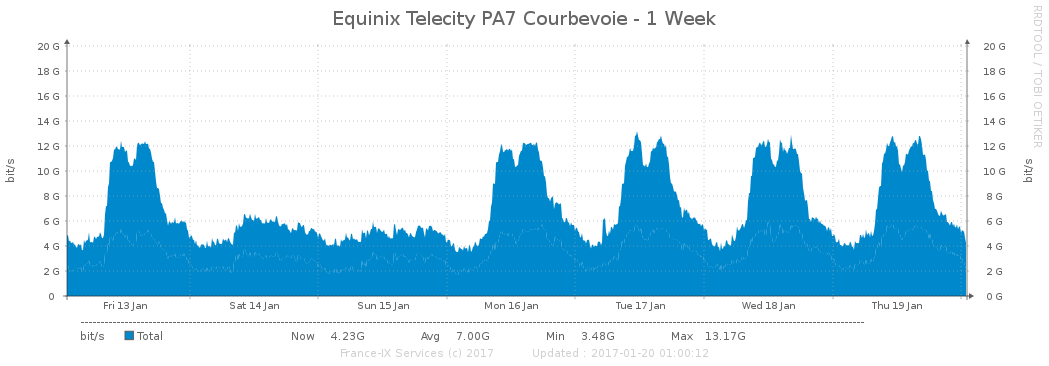 Equinix Telecity PA7 Courbevoie - 1 Week
RRDTOOL / TOBI OETIKER
bit/s
20 G 20 G
18 G 18 G
16 G 16 G
14 G 14 G
12 G 12 G
10 G 10 G
8 G 8 G
6 G 6 G
4 G 4 G
2 G 2 G
0 0 G
bit/s
Fri 13 Jan Sat 14 Jan Sun 15 Jan Mon 16 Jan Tue 17 Jan Wed 18 Jan Thu 19 Jan
bit/s Total Now 4.23G Avg 7.00G Min 3.48G Max 13.17G
France-IX Services (c) 2017 Updated : 2017-01-20 01:00:12